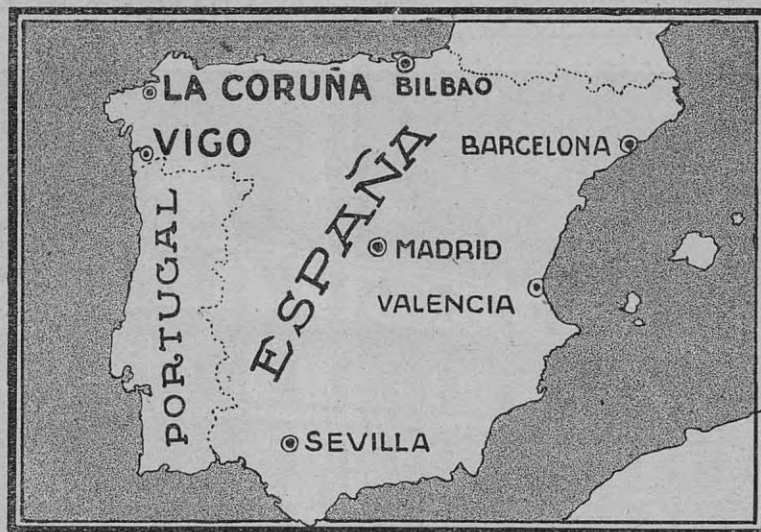 LA CORUÑA
BILBAO
VIGO
BARCELONA
ESPAÑA
PORTUGAL
MADRID
VALENCIA
SEVILLA